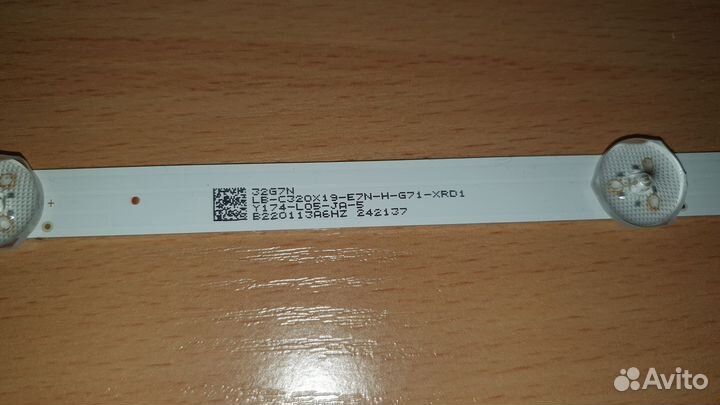 32G7N
LB-C320X19-E7N-H-G71-XRD1
Y174-L05-JA-5
B220113A6HZ 242137
+
Avito